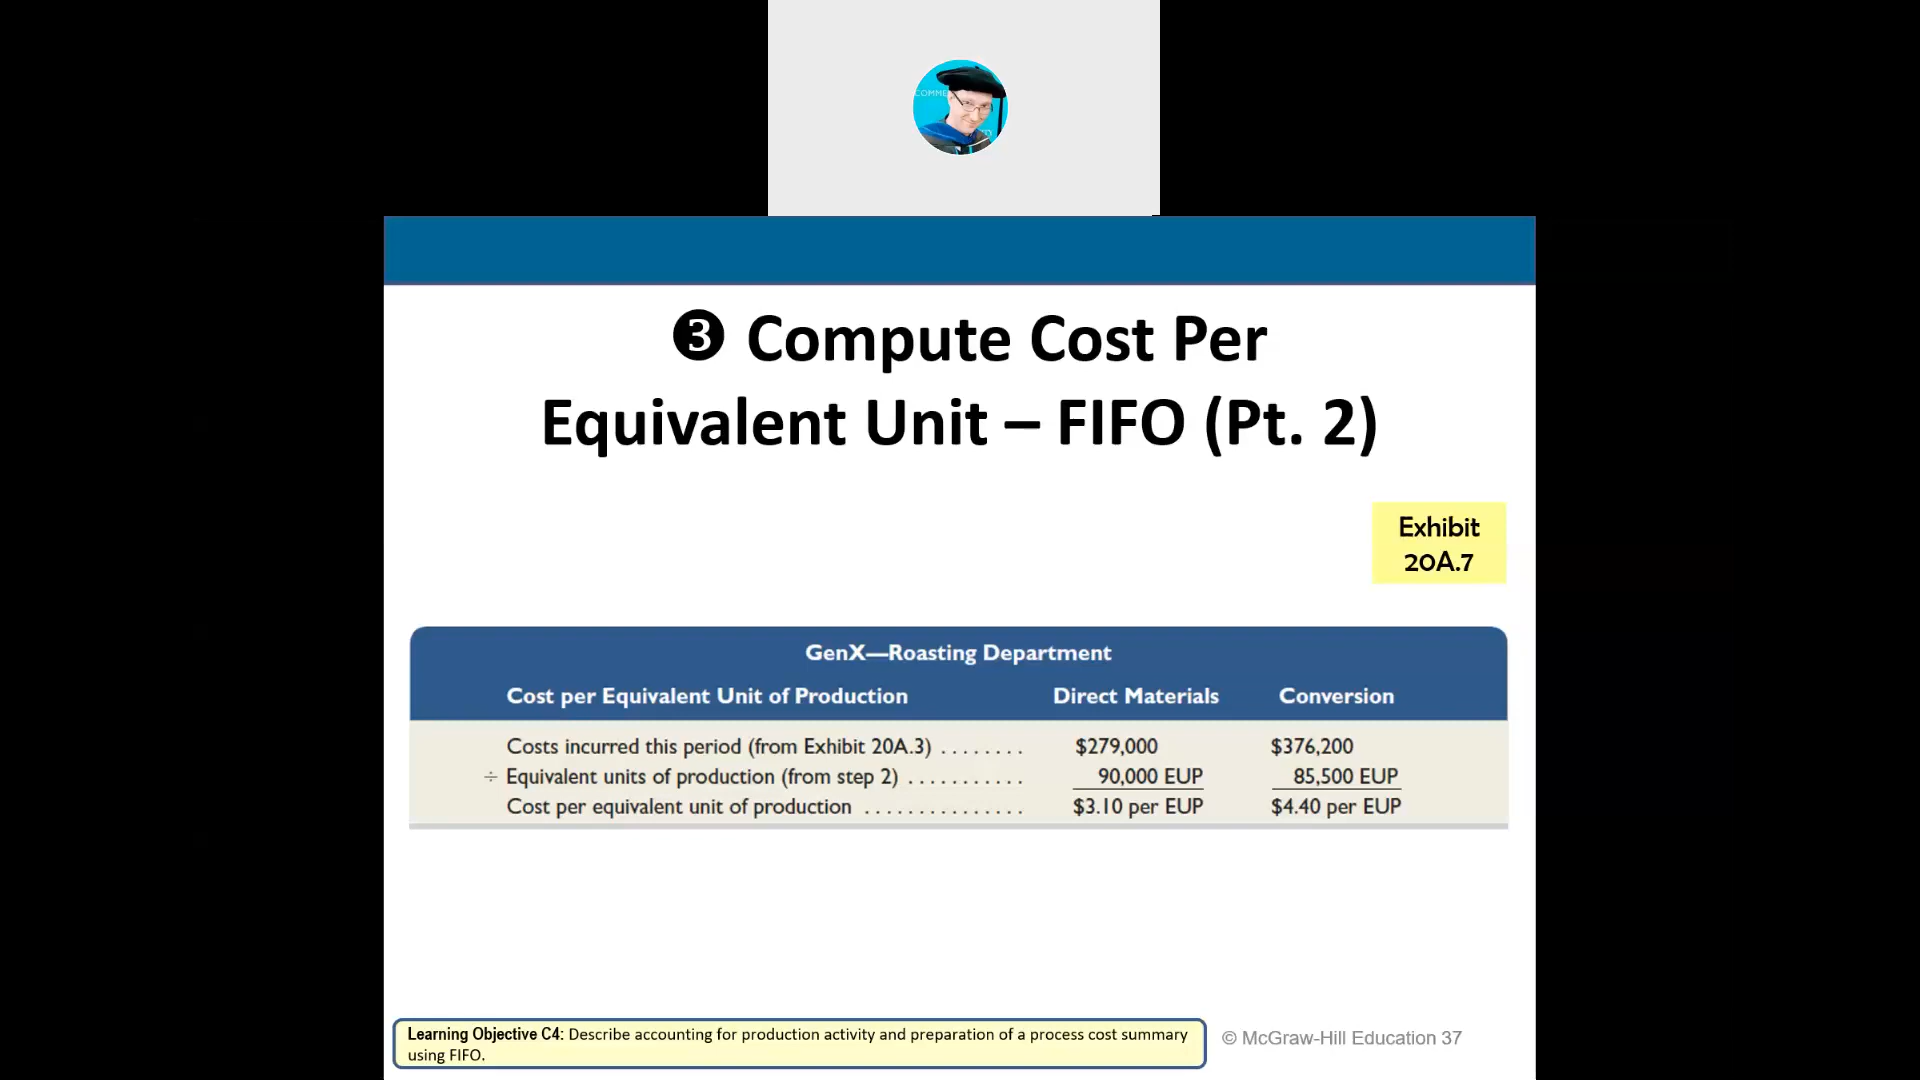 COMME
❸ Compute Cost Per
Equivalent Unit – FIFO (Pt. 2)
Exhibit
20A.7
GenX—Roasting Department
Cost per Equivalent Unit of Production Direct Materials Conversion
Costs incurred this period (from Exhibit 20A.3) ........ $279,000 $376,200
÷ Equivalent units of production (from step 2) ........... 90,000 EUP 85,500 EUP
Cost per equivalent unit of production ............... $3.10 per EUP $4.40 per EUP
Learning Objective C4: Describe accounting for production activity and preparation of a process cost summary
using FIFO.
© McGraw-Hill Education 37